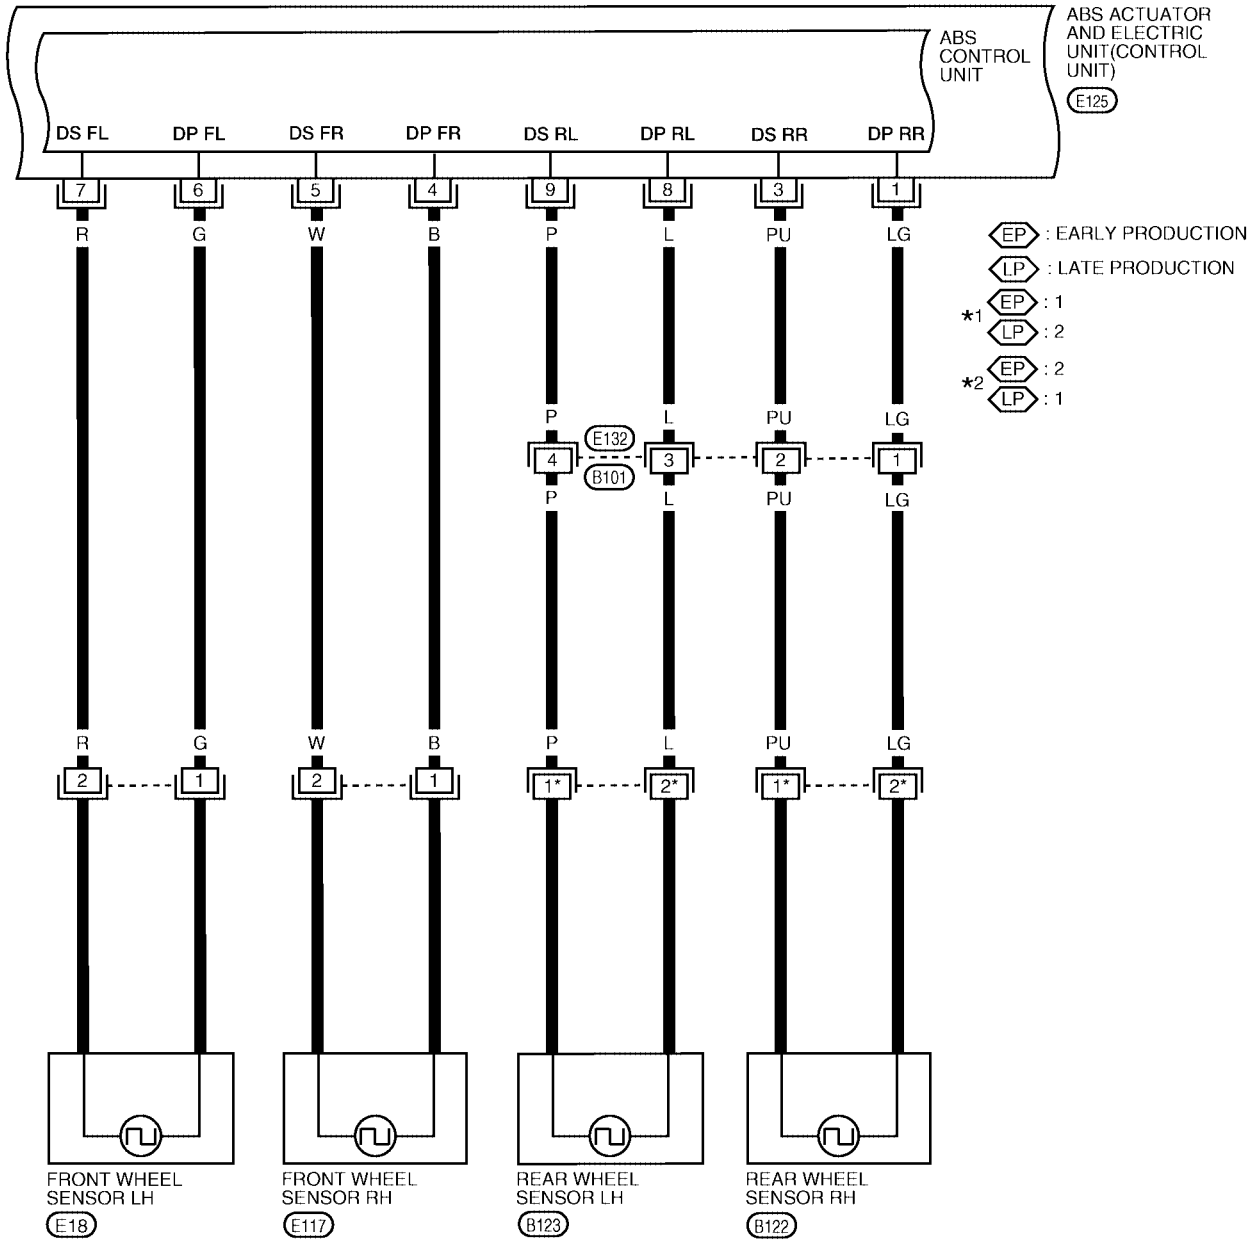 ABS ACTUATOR
AND ELECTRIC
UNIT(CONTROL
UNIT)
E125
ABS
CONTROL
UNIT
DS FL DP FL DS FR DP FR DS RL DP RL DS RR DP RR
7 6 5 4 9 8 3 1
R G W B P L PU LG
EP : EARLY PRODUCTION
LP : LATE PRODUCTION
*1 EP : 1
LP : 2
*2 EP : 2
LP : 1
P L PU LG
E132
4 3 2 1
B101
P L PU LG
R G W B P L PU LG
2 1 2 1 1* 2* 1* 2*
FRONT WHEEL
SENSOR LH
E18
FRONT WHEEL
SENSOR RH
E117
REAR WHEEL
SENSOR LH
B123
REAR WHEEL
SENSOR RH
B122